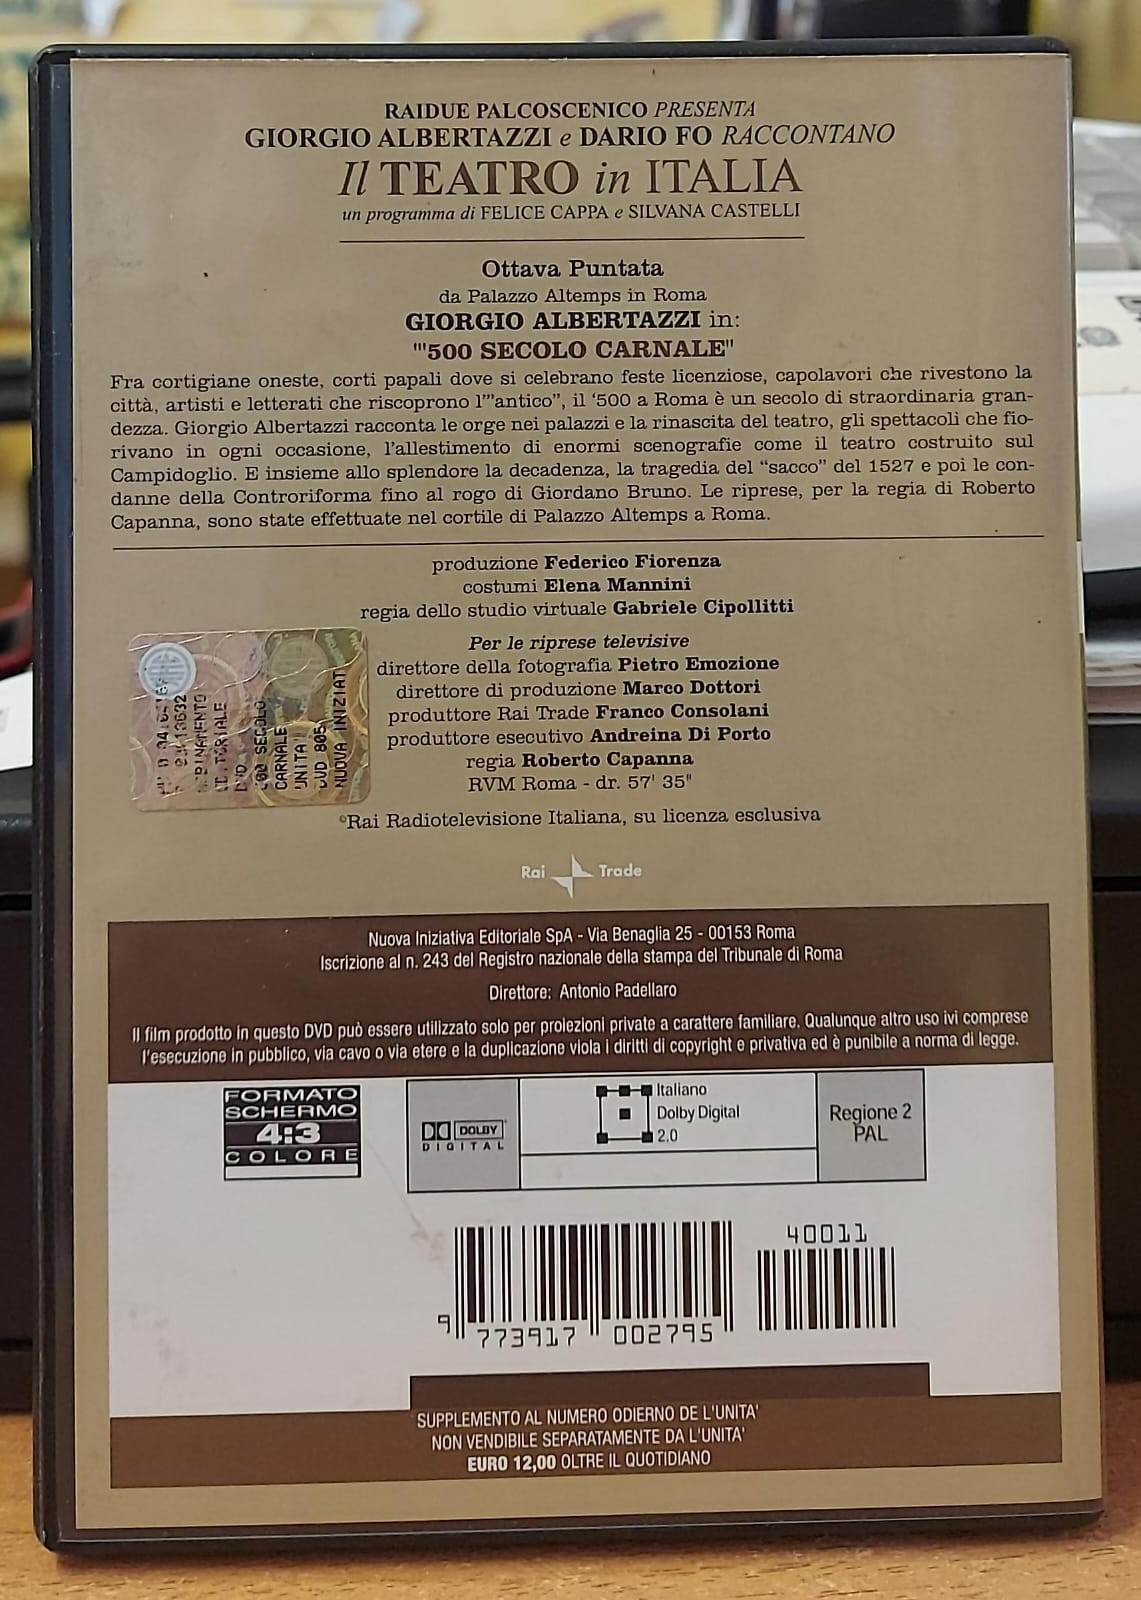 RAIDUE PALCOSCENICO PRESENTA
GIORGIO ALBERTAZZI e DARIO FO RACCONTANO
Il TEATRO in ITALIA
un programma di FELICE CAPPA e SILVANA CASTELLI
Ottava Puntata
da Palazzo Altemps in Roma
GIORGIO ALBERTAZZI in:
"'500 SECOLO CARNALE"
Fra cortigiane oneste, corti papali dove si celebrano feste licenziose, capolavori che rivestono la
città, artisti e letterati che riscoprono l'"antico", il '500 a Roma è un secolo di straordinaria gran-
dezza. Giorgio Albertazzi racconta le orge nei palazzi e la rinascita del teatro, gli spettacoli che fio-
rivano in ogni occasione, l'allestimento di enormi scenografie come il teatro costruito sul
Campidoglio. E insieme allo splendore la decadenza, la tragedia del "sacco" del 1527 e poi le con-
danne della Controriforma fino al rogo di Giordano Bruno. Le riprese, per la regia di Roberto
Capanna, sono state effettuate nel cortile di Palazzo Altemps a Roma.
produzione Federico Fiorenza
costumi Elena Mannini
regia dello studio virtuale Gabriele Cipollitti
Per le riprese televisive
direttore della fotografia Pietro Emozione
direttore di produzione Marco Dottori
produttore Rai Trade Franco Consolani
produttore esecutivo Andreina Di Porto
regia Roberto Capanna
RVM Roma - dr. 57' 35"
DVD
CARNALE
UNITA'
DVD 805
NUOVA INIZIAT
©Rai Radiotelevisione Italiana, su licenza esclusiva
Rai Trade
Nuova Iniziativa Editoriale SpA - Via Benaglia 25 - 00153 Roma
Iscrizione al n. 243 del Registro nazionale della stampa del Tribunale di Roma
Direttore: Antonio Padellaro
Il film prodotto in questo DVD può essere utilizzato solo per proiezioni private a carattere familiare. Qualunque altro uso ivi comprese
l'esecuzione in pubblico, via cavo o via etere e la duplicazione viola i diritti di copyright e privativa ed è punibile a norma di legge.
FORMATO
SCHERMO
4:3
COLORE
DOLBY
DIGITAL
Italiano
Dolby Digital
2.0
Regione 2
PAL
40011
9 773917 002795
SUPPLEMENTO AL NUMERO ODIERNO DE L'UNITA'
NON VENDIBILE SEPARATAMENTE DA L'UNITA'
EURO 12,00 OLTRE IL QUOTIDIANO